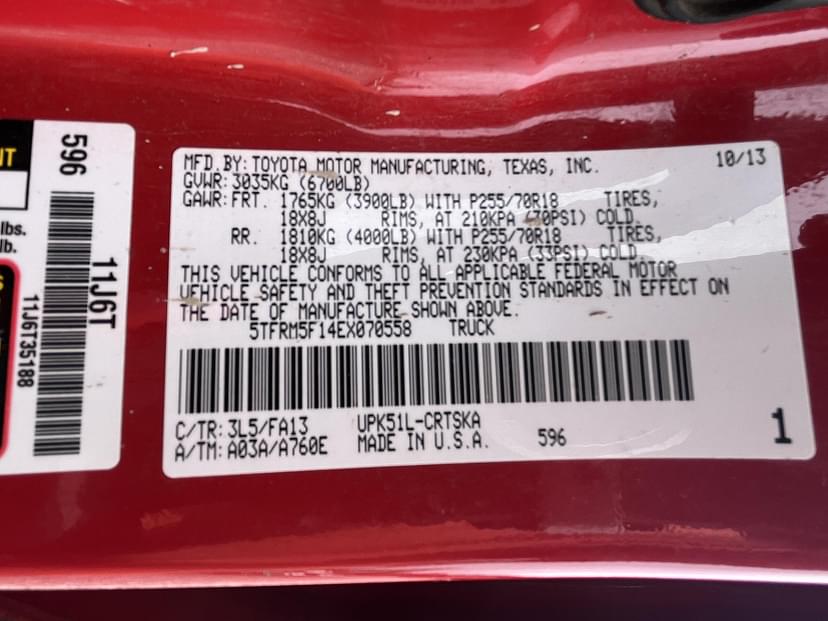 MFD.BY:TOYOTA MOTOR MANUFACTURING, TEXAS, INC. 10/13
GVWR:3035KG (6700LB)
GAWR:FRT. 1765KG (3900LB) WITH P255/70R18 TIRES,
18X8J RIMS, AT 210KPA (30PSI) COLD.
RR. 1810KG (4000LB) WITH P255/70R18 TIRES,
18X8J RIMS, AT 230KPA (33PSI) COLD.
THIS VEHICLE CONFORMS TO ALL APPLICABLE FEDERAL MOTOR
VEHICLE SAFETY AND THEFT PREVENTION STANDARDS IN EFFECT ON
THE DATE OF MANUFACTURE SHOWN ABOVE.
5TFRM5F14EX070558 TRUCK
C/TR:3L5/FA13 UPK51L-CRTSKA
A/TM:A03A/A760E MADE IN U.S.A. 596
1
596
11J6T
11J6T35188
lbs.
lb.